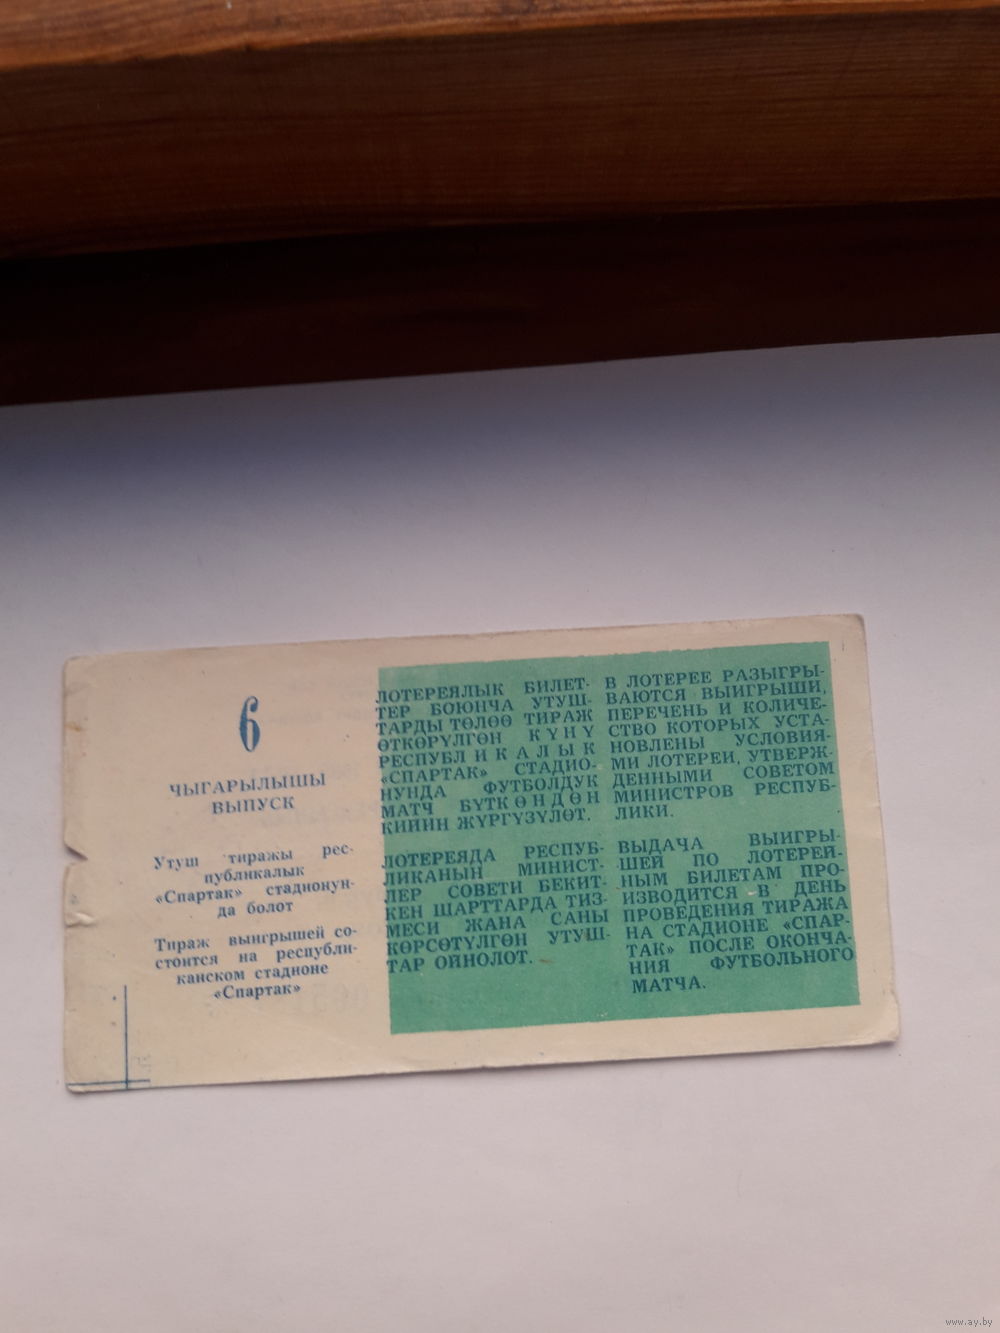 6
ЧЫГАРЫЛЫШЫ
ВЫПУСК
Утуш тиражы рес-
публикалык
«Спартак» стадионун-
да болот
Тираж выигрышей со-
стоится на республи-
канском стадионе
«Спартак»
ЛОТЕРЕЯЛЫК БИЛЕТ-
ТЕР БОЮНЧА УТУШ-
ТАРДЫ ТӨЛӨӨ ТИРАЖ
ӨТКӨРҮЛГӨН КҮНҮ
РЕСПУБЛИКАЛЫК
«СПАРТАК» СТАДИО-
НУНДА ФУТБОЛДУК
МАТЧ БҮТКӨНДӨН
КИЙИН ЖҮРГҮЗҮЛӨТ.
ЛОТЕРЕЯДА РЕСПУБ-
ЛИКАНЫН МИНИСТ-
ЛЕР СОВЕТИ БЕКИТ-
КЕН ШАРТТАРДА ТИЗ-
МЕСИ ЖАНА САНЫ
КӨРСӨТҮЛГӨН УТУШ-
ТАР ОЙНОЛОТ.
В ЛОТЕРЕЕ РАЗЫГРЫ-
ВАЮТСЯ ВЫИГРЫШИ,
ПЕРЕЧЕНЬ И КОЛИЧЕ-
СТВО КОТОРЫХ УСТА-
НОВЛЕНЫ УСЛОВИЯ-
МИ ЛОТЕРЕИ, УТВЕРЖ-
ДЕННЫМИ СОВЕТОМ
МИНИСТРОВ РЕСПУБ-
ЛИКИ.
ВЫДАЧА ВЫИГРЫ-
ШЕЙ ПО ЛОТЕРЕЙ-
НЫМ БИЛЕТАМ ПРО-
ИЗВОДИТСЯ В ДЕНЬ
ПРОВЕДЕНИЯ ТИРАЖА
НА СТАДИОНЕ «СПАР-
ТАК» ПОСЛЕ ОКОНЧА-
НИЯ ФУТБОЛЬНОГО
МАТЧА.
www.ay.by